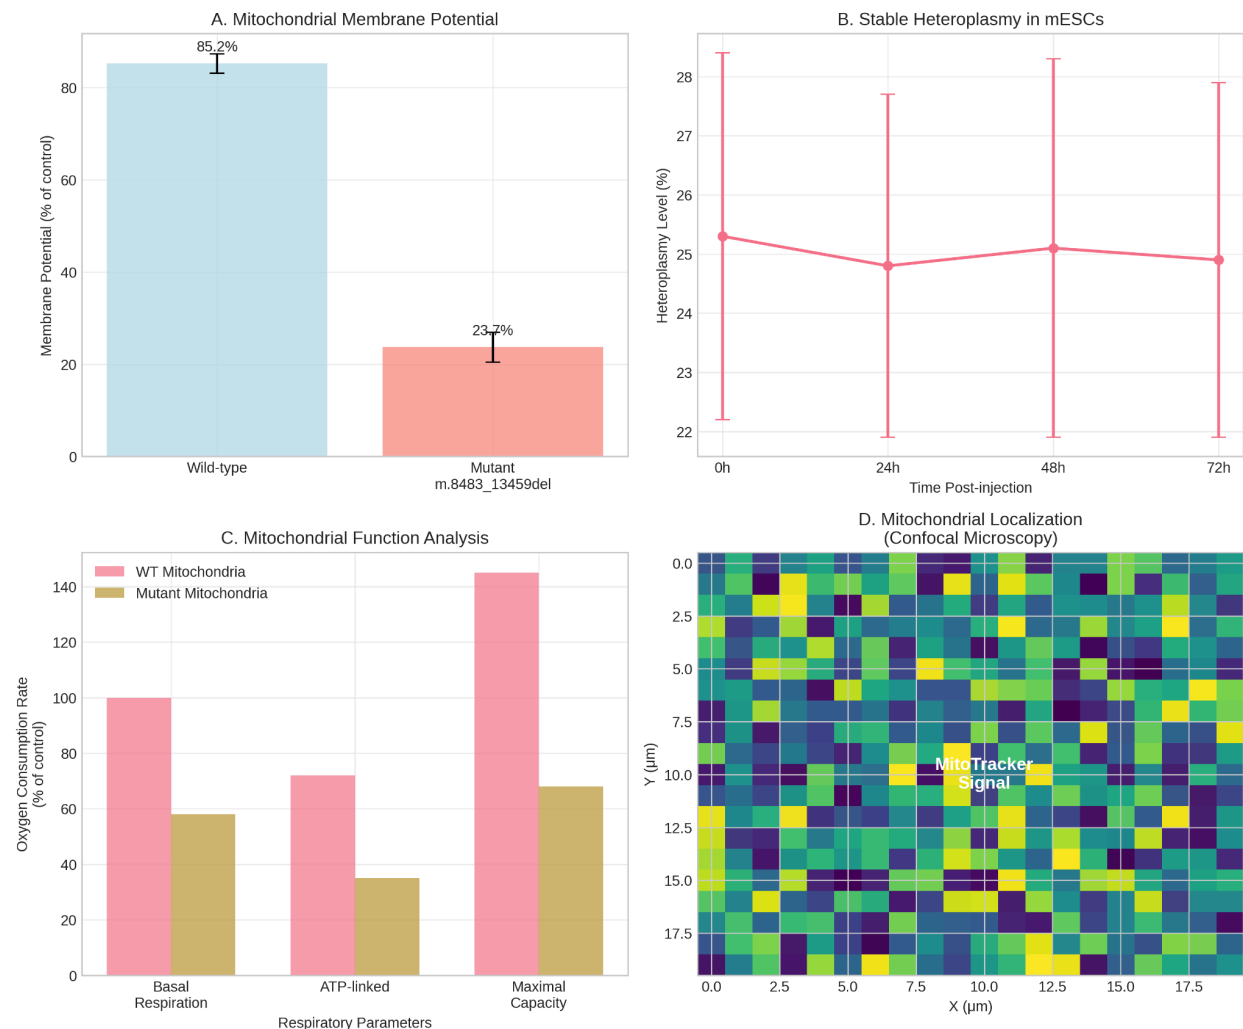 A. Mitochondrial Membrane Potential
Membrane Potential (% of control)
80
60
40
20
0
85.2%
23.7%
Wild-type
Mutant
m.8483_13459del
B. Stable Heteroplasmy in mESCs
Heteroplasmy Level (%)
28
27
26
25
24
23
22
0h
24h
48h
72h
Time Post-injection
C. Mitochondrial Function Analysis
Oxygen Consumption Rate
(% of control)
140
120
100
80
60
40
20
0
WT Mitochondria
Mutant Mitochondria
Basal
Respiration
ATP-linked
Maximal
Capacity
Respiratory Parameters
D. Mitochondrial Localization
(Confocal Microscopy)
Y (μm)
0.0
2.5
5.0
7.5
10.0
12.5
15.0
17.5
MitoTracker
Signal
0.0
2.5
5.0
7.5
10.0
12.5
15.0
17.5
X (μm)